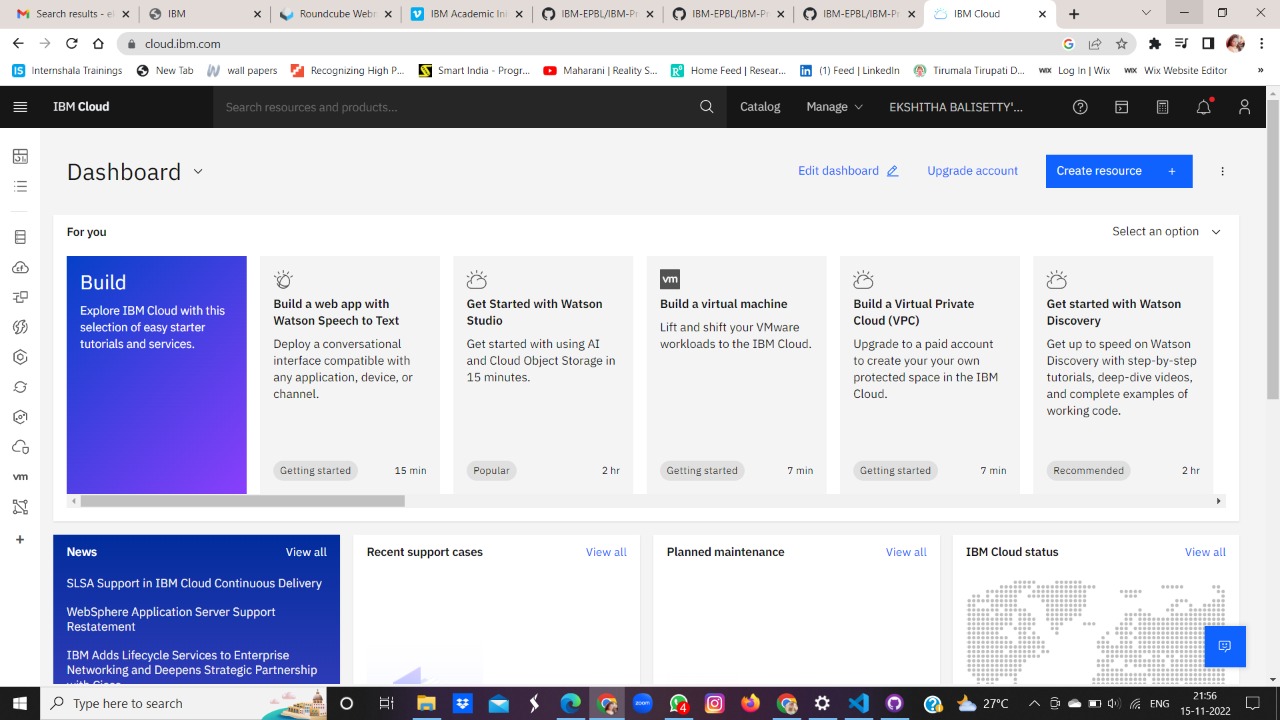 Search results - e
IBM
Roundcube Webr
IBM Academic Ini
IBM-EPBL/IBM-Pr
IBM-EPBL/IBM-Pr
IBM-EPBL/IBM-Pr
IBM Cloud
cloud.ibm.com
Internshala Trainings
New Tab
wall papers
Recognizing High P...
Smart India - Progr...
Maharani | Reality S...
Home Feed | Resear...
(1) Feed | LinkedIn
Tirumala Tirupati D...
Log In | Wix
Wix Website Editor
»
IBM Cloud
Search resources and products...
Catalog
Manage
EKSHITHA BALISETTY'...
Dashboard
Edit dashboard
Upgrade account
Create resource +
For you
Select an option
Build
Explore IBM Cloud with this
selection of easy starter
tutorials and services.
Build a web app with
Watson Speech to Text
Deploy a conversational
interface compatible with
any application, device, or
channel.
Getting started
15 min
Get Started with Watson
Studio
Get started with using AI
and Cloud Object Storage in
15 minutes.
Popular
2 hr
vm
Build a virtual machine
Lift and shift your VMware
workloads to the IBM Cloud.
Getting started
7 min
Build a Virtual Private
Cloud (VPC)
Upgrade to a paid account
to create your your own
protected space in the IBM
Cloud.
Getting started
7 min
Get started with Watson
Discovery
Get up to speed on Watson
Discovery with step-by-step
tutorials, deep-dive videos,
and complete examples of
working code.
Recommended
2 hr
vm
News
View all
SLSA Support in IBM Cloud Continuous Delivery
WebSphere Application Server Support
Restatement
IBM Adds Lifecycle Services to Enterprise
Networking and Deepens Strategic Partnership
with Cisco
Recent support cases
View all
Planned maintenance
View all
IBM Cloud status
View all
Type here to search
zoom
4
27°C
ENG
21:56
15-11-2022